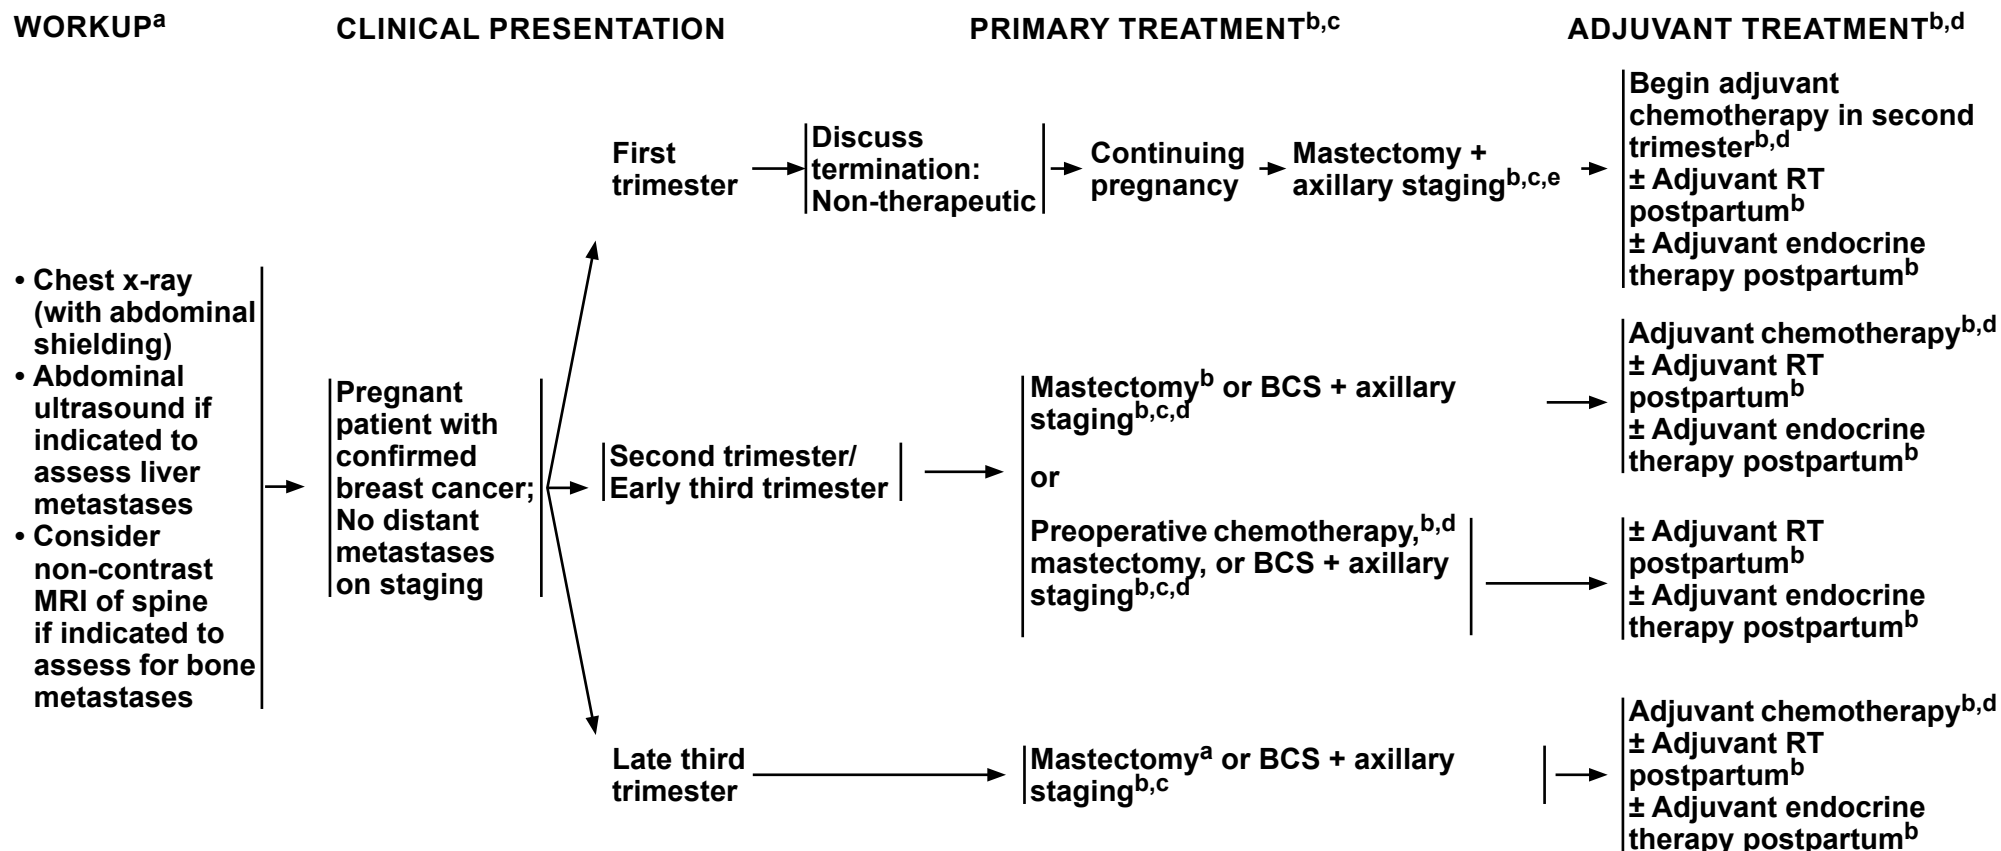 WORKUPa
CLINICAL PRESENTATION
PRIMARY TREATMENTb,c
ADJUVANT TREATMENTb,d
• Chest x-ray
(with abdominal
shielding)
• Abdominal
ultrasound if
indicated to
assess liver
metastases
• Consider
non-contrast
MRI of spine
if indicated to
assess for bone
metastases
Pregnant
patient with
confirmed
breast cancer;
No distant
metastases
on staging
First
trimester
Discuss
termination:
Non-therapeutic
Continuing
pregnancy
Mastectomy +
axillary stagingb,c,e
Begin adjuvant
chemotherapy in second
trimesterb,d
± Adjuvant RT
postpartumb
± Adjuvant endocrine
therapy postpartumb
Second trimester/
Early third trimester
Mastectomyb or BCS + axillary
stagingb,c,d
or
Preoperative chemotherapy,b,d
mastectomy, or BCS + axillary
stagingb,c,d
Adjuvant chemotherapyb,d
± Adjuvant RT
postpartumb
± Adjuvant endocrine
therapy postpartumb
± Adjuvant RT
postpartumb
± Adjuvant endocrine
therapy postpartumb
Late third
trimester
Mastectomya or BCS + axillary
stagingb,c
Adjuvant chemotherapyb,d
± Adjuvant RT
postpartumb
± Adjuvant endocrine
therapy postpartumb